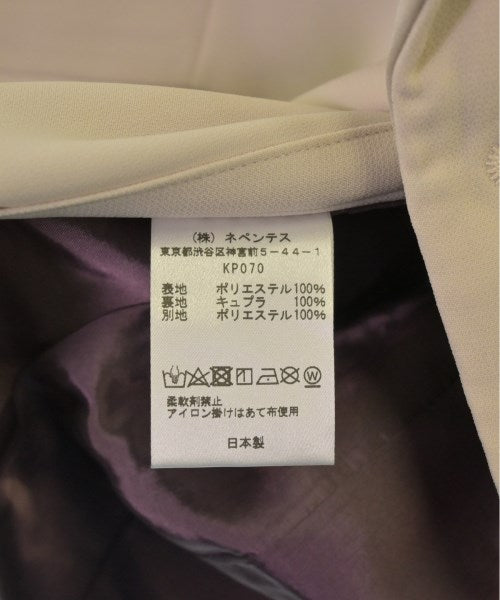 (株) ネペンテス
東京都渋谷区神宮前5-44-1
KP070
表地 ポリエステル100%
裏地 キュプラ 100%
別地 ポリエステル100%
柔軟剤禁止
アイロン掛けはあて布使用
日本製